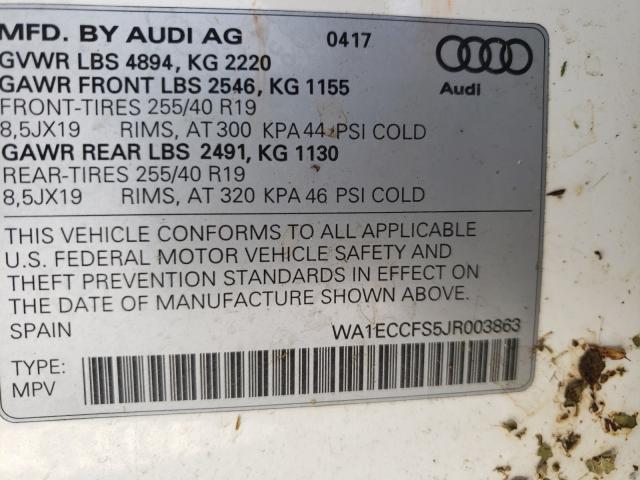 MFD. BY AUDI AG 0417
GVWR LBS 4894, KG 2220
GAWR FRONT LBS 2546, KG 1155
Audi
FRONT-TIRES 255/40 R19
8,5JX19 RIMS, AT 300 KPA 44 PSI COLD
GAWR REAR LBS 2491, KG 1130
REAR-TIRES 255/40 R19
8,5JX19 RIMS, AT 320 KPA 46 PSI COLD
THIS VEHICLE CONFORMS TO ALL APPLICABLE
U.S. FEDERAL MOTOR VEHICLE SAFETY AND
THEFT PREVENTION STANDARDS IN EFFECT ON
THE DATE OF MANUFACTURE SHOWN ABOVE.
SPAIN WA1ECCFS5JR003863
TYPE:
MPV